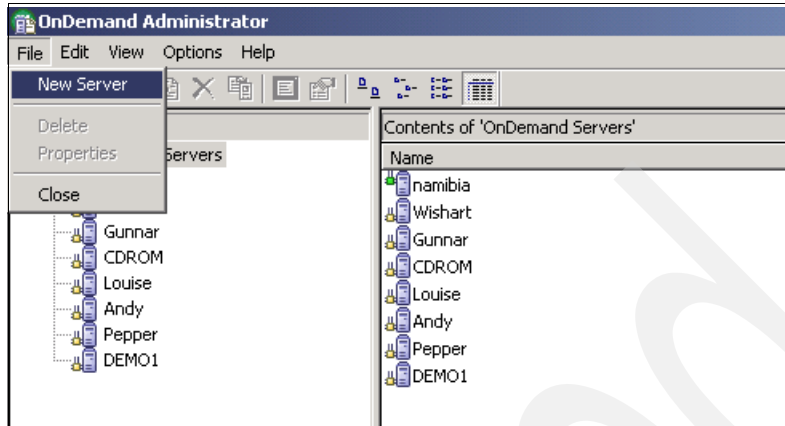 OnDemand Administrator
File Edit View Options Help
New Server
Delete
Properties
Close
Servers
Gunnar
CDROM
Louise
Andy
Pepper
DEMO1
Contents of 'OnDemand Servers'
Name
namibia
Wishart
Gunnar
CDROM
Louise
Andy
Pepper
DEMO1